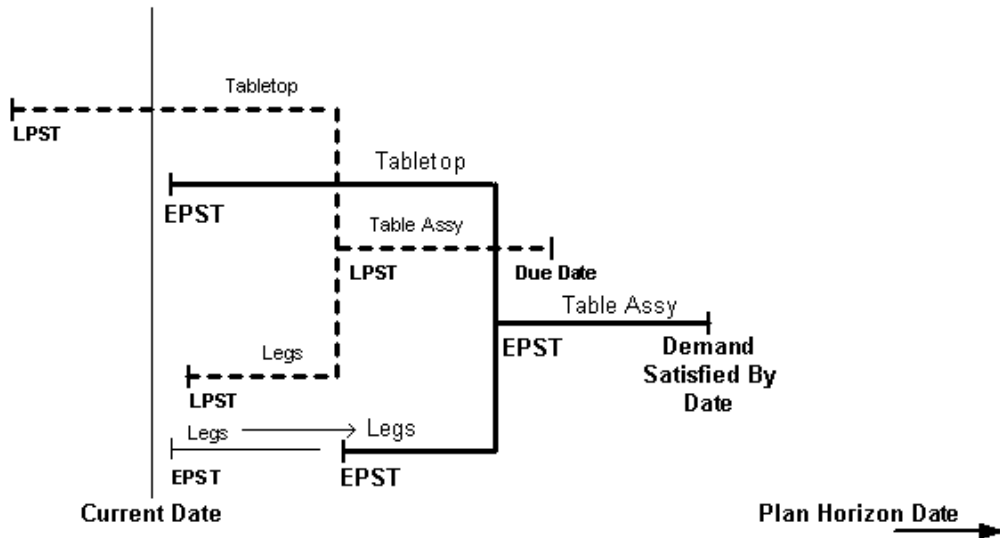 Tabletop
LPST
Tabletop
EPST
Table Assy
LPST
Due Date
Table Assy
EPST
Demand
Satisfied By
Date
Legs
LPST
Legs
Legs
EPST
EPST
Current Date
Plan Horizon Date